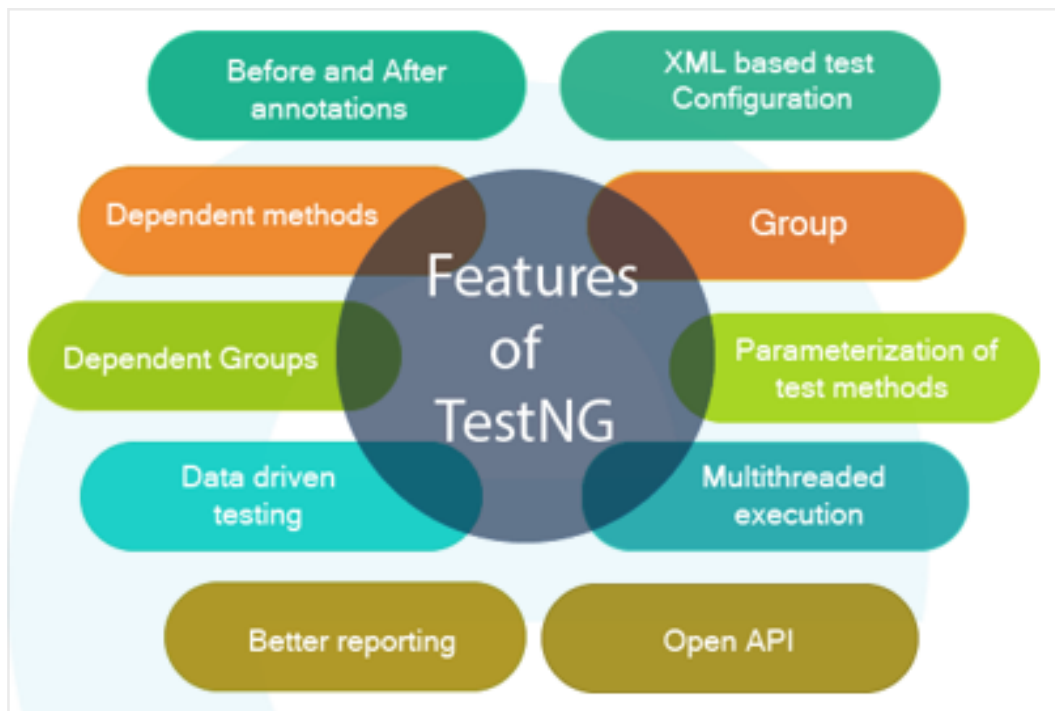 Before and After
annotations
XML based test
Configuration
Dependent methods
Group
Features
of
TestNG
Dependent Groups
Parameterization of
test methods
Data driven
testing
Multithreaded
execution
Better reporting
Open API